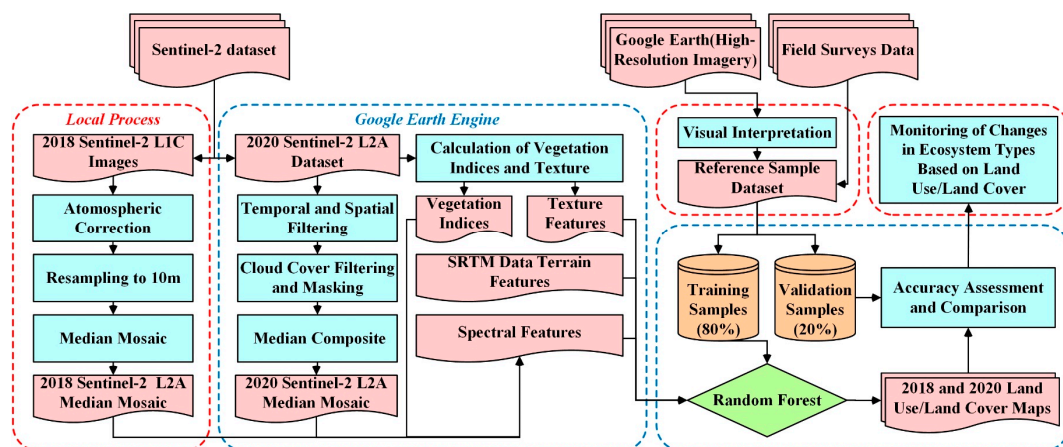 Sentinel-2 dataset
Google Earth(High-
Resolution Imagery)
Field Surveys Data
Local Process
2018 Sentinel-2 L1C
Images
Atomospheric
Correction
Resampling to 10m
Median Mosaic
2018 Sentinel-2 L2A
Median Mosaic
Google Earth Engine
2020 Sentinel-2 L2A
Dataset
Temporal and Spatial
Filtering
Cloud Cover Filtering
and Masking
Median Composite
2020 Sentinel-2 L2A
Median Mosaic
Calculation of Vegetation
Indices and Texture
Vegetation
Indices
Texture
Features
SRTM Data Terrain
Features
Spectral Features
Visual Interpretation
Reference Sample
Dataset
Monitoring of Changes
in Ecosystem Types
Based on Land
Use/Land Cover
Training
Samples
(80%)
Validation
Samples
(20%)
Accuracy Assessment
and Comparison
Random Forest
2018 and 2020 Land
Use/Land Cover Maps